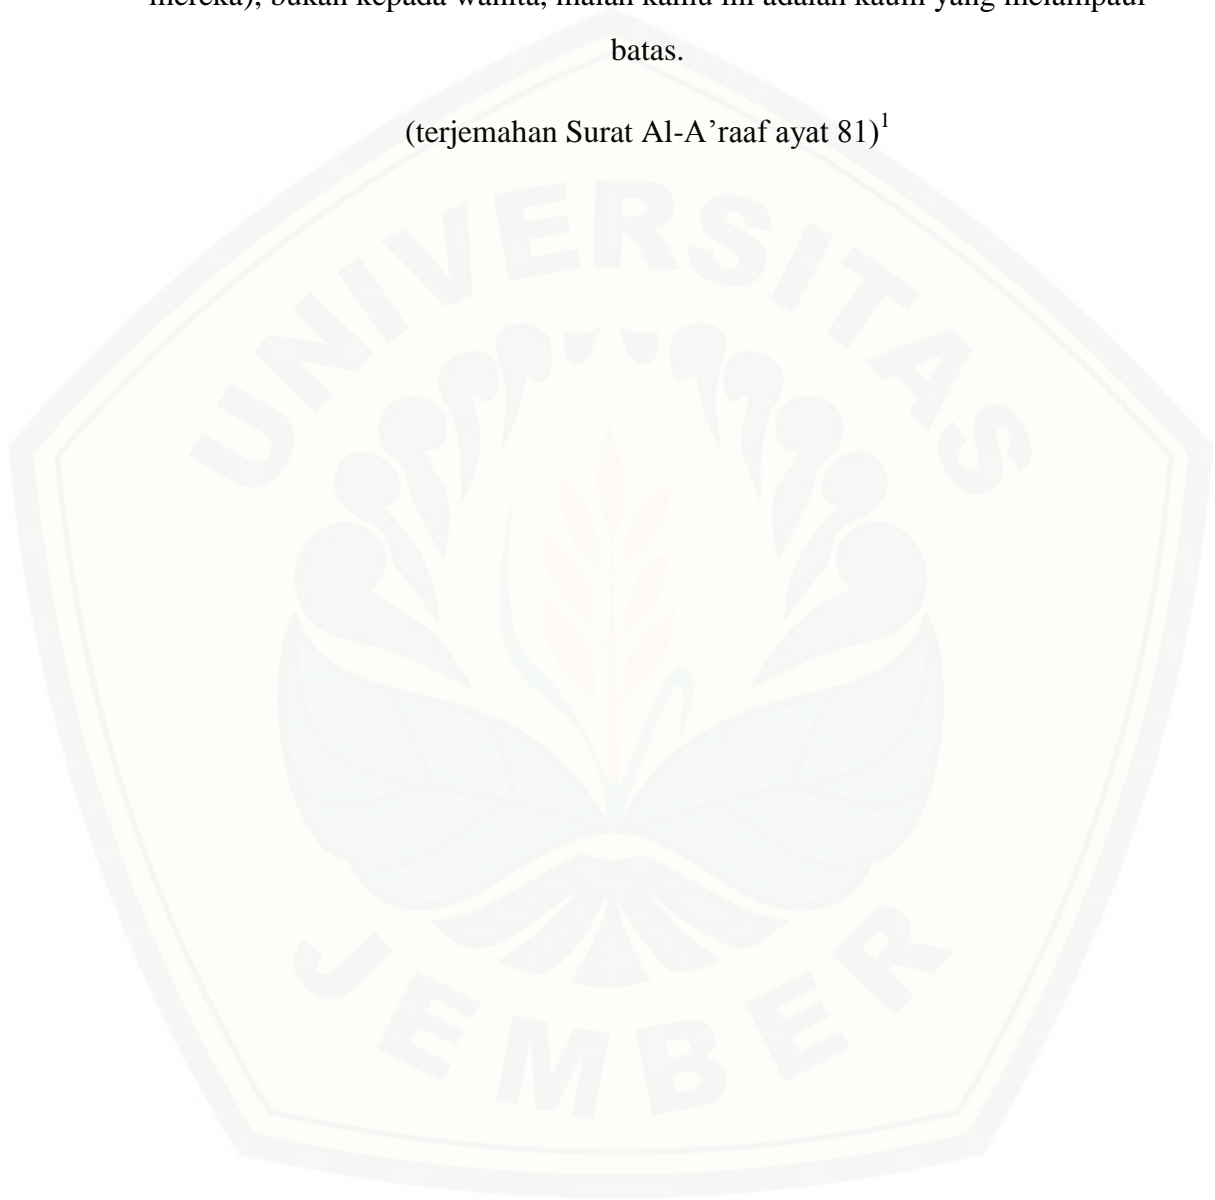 mereka), bukan kepada wanita, malah kamu ini adalah kaum yang melampaui
batas.
(terjemahan Surat Al-A’raaf ayat 81)1
UNIVERSITAS
JEMBER